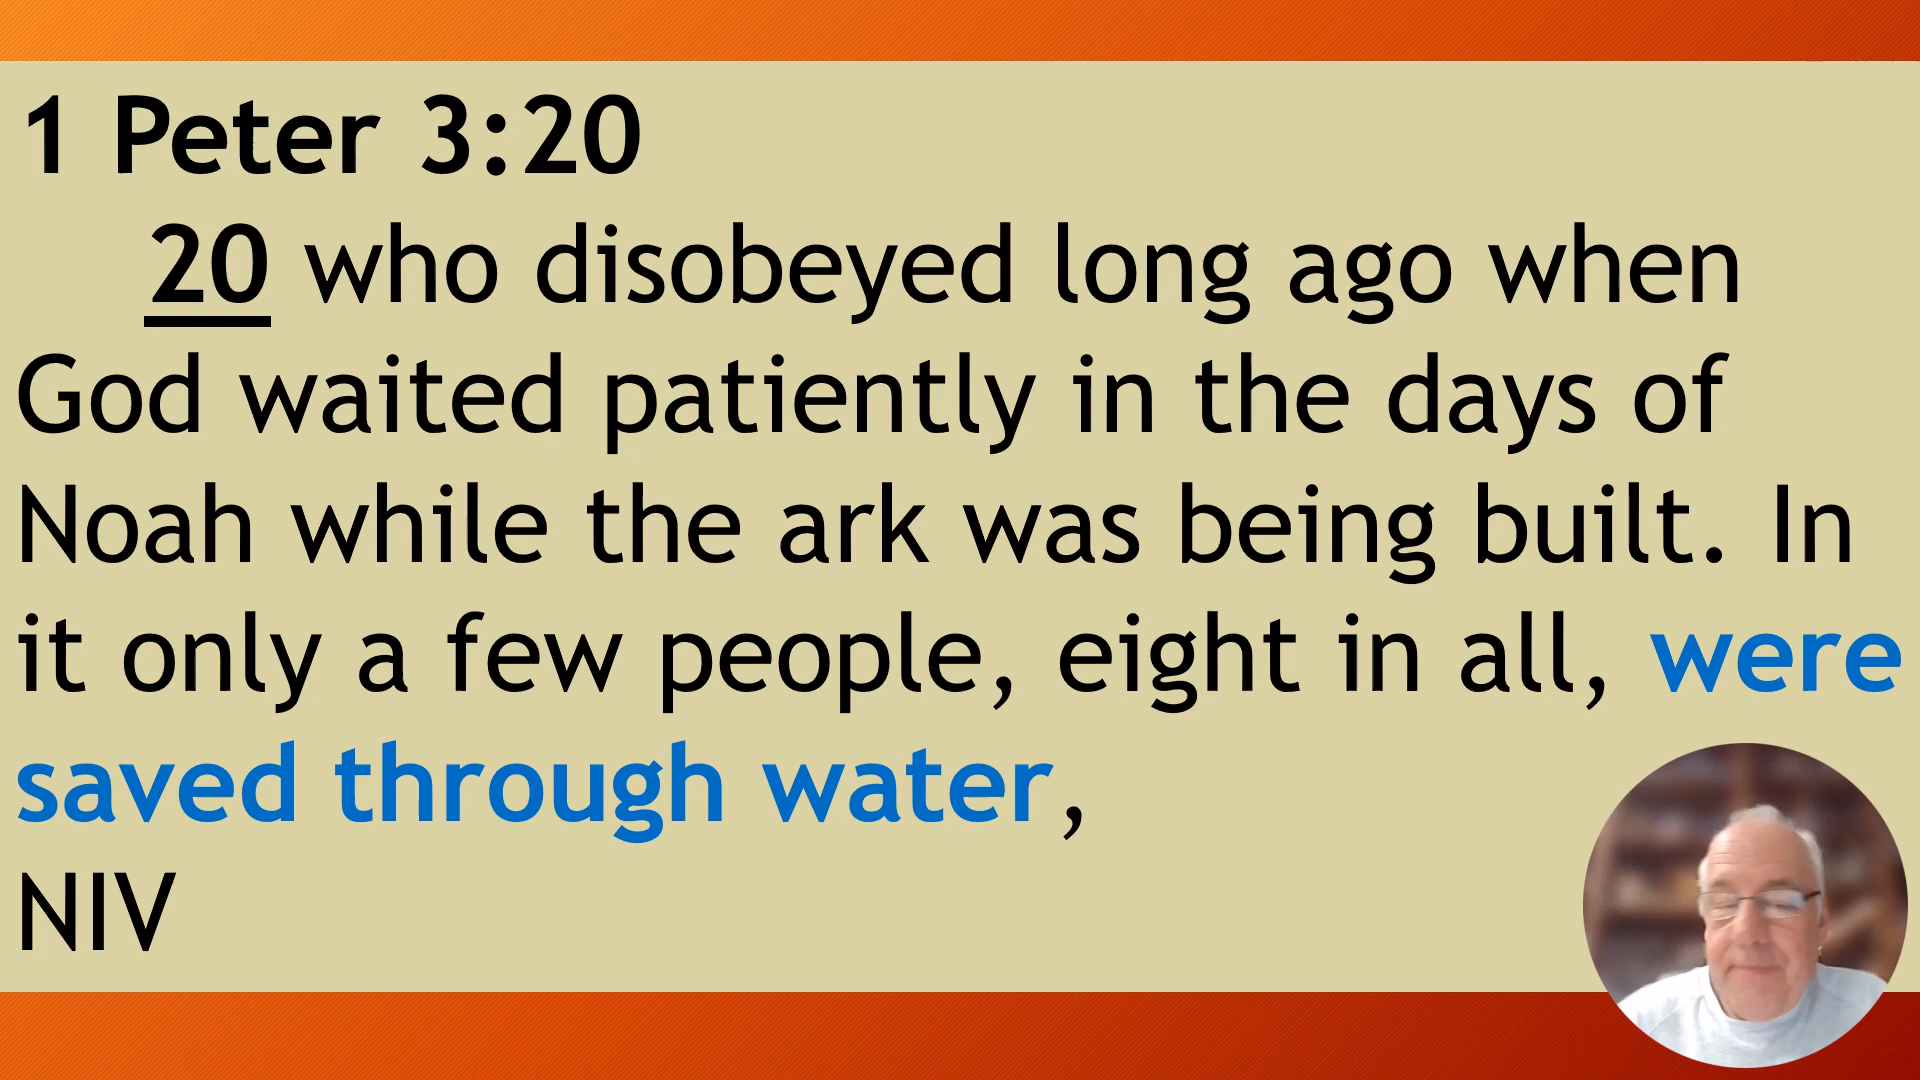 1 Peter 3:20
20 who disobeyed long ago when
God waited patiently in the days of
Noah while the ark was being built. In
it only a few people, eight in all, were
saved through water,
NIV